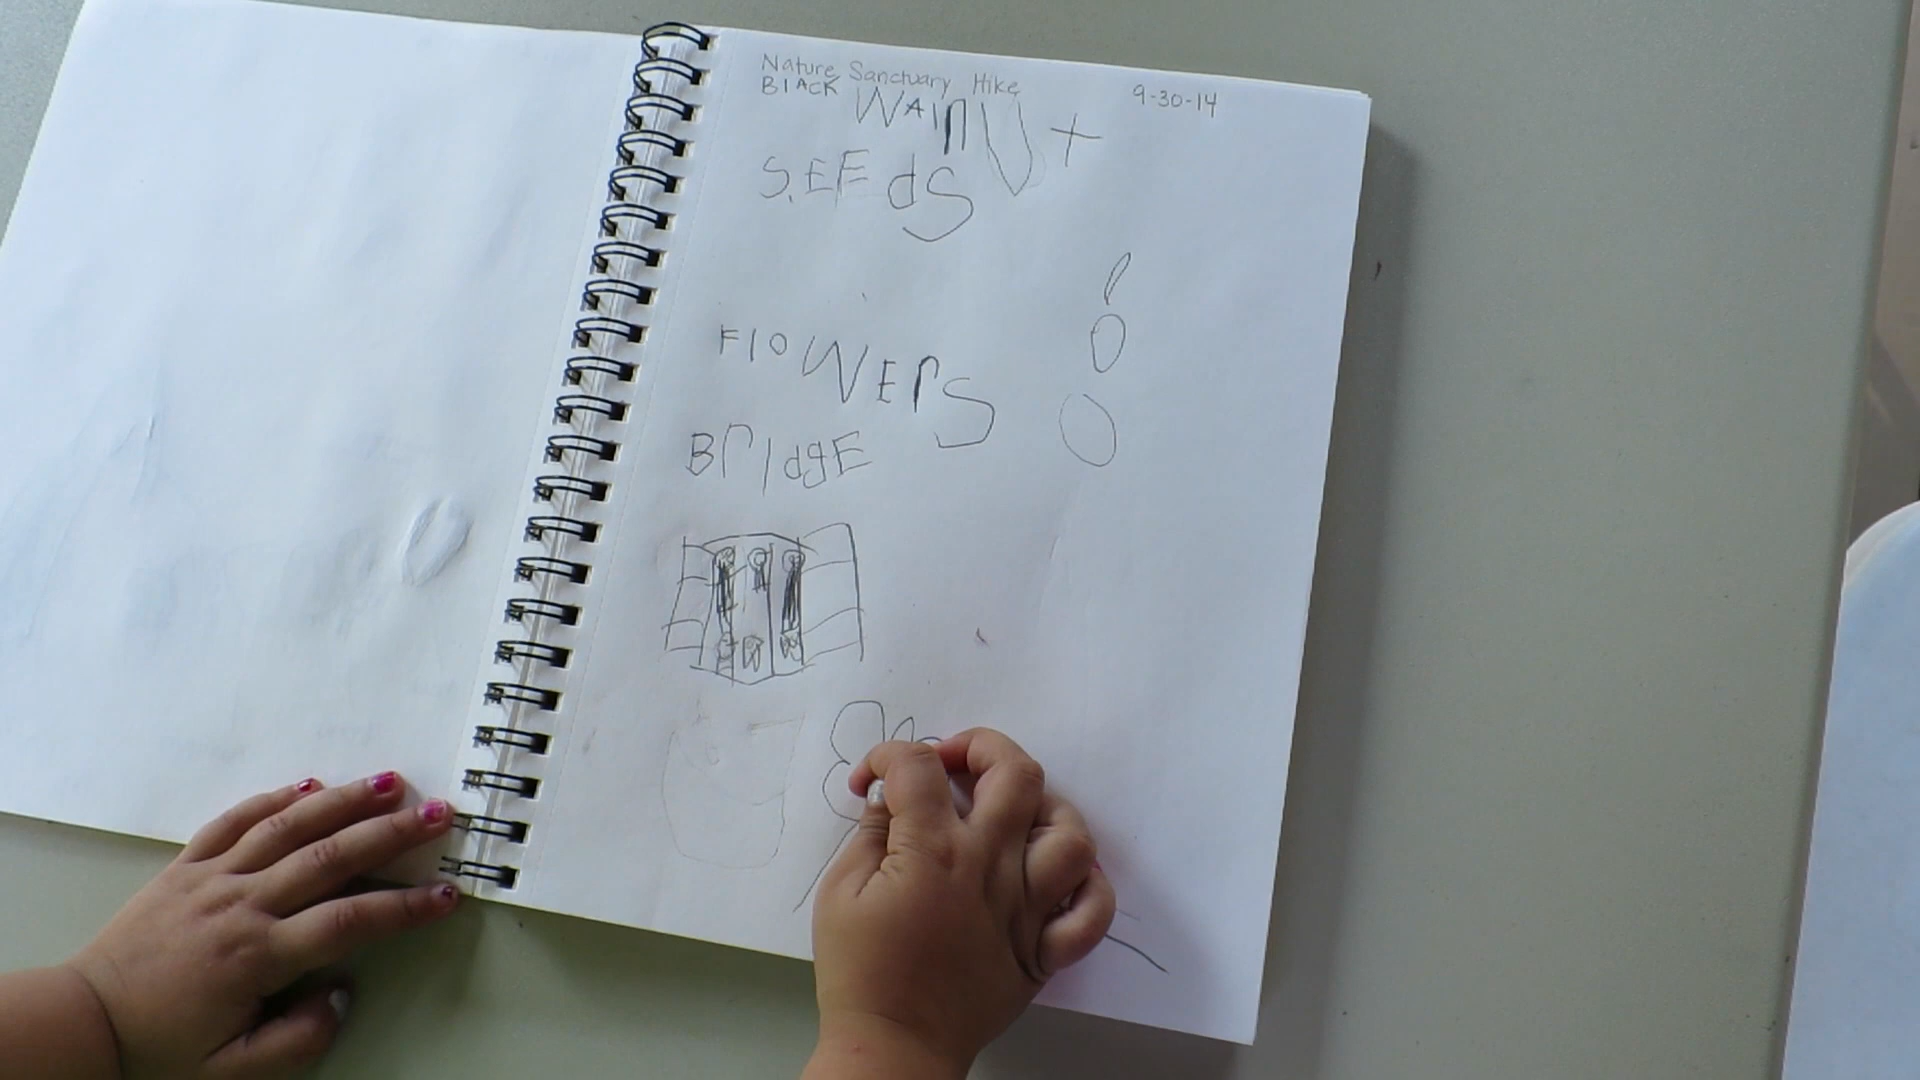 Nature Sanctuary Hike 9-30-14
BlACK WAlnUt
SEEdS
FlOWErS
BrIdgE